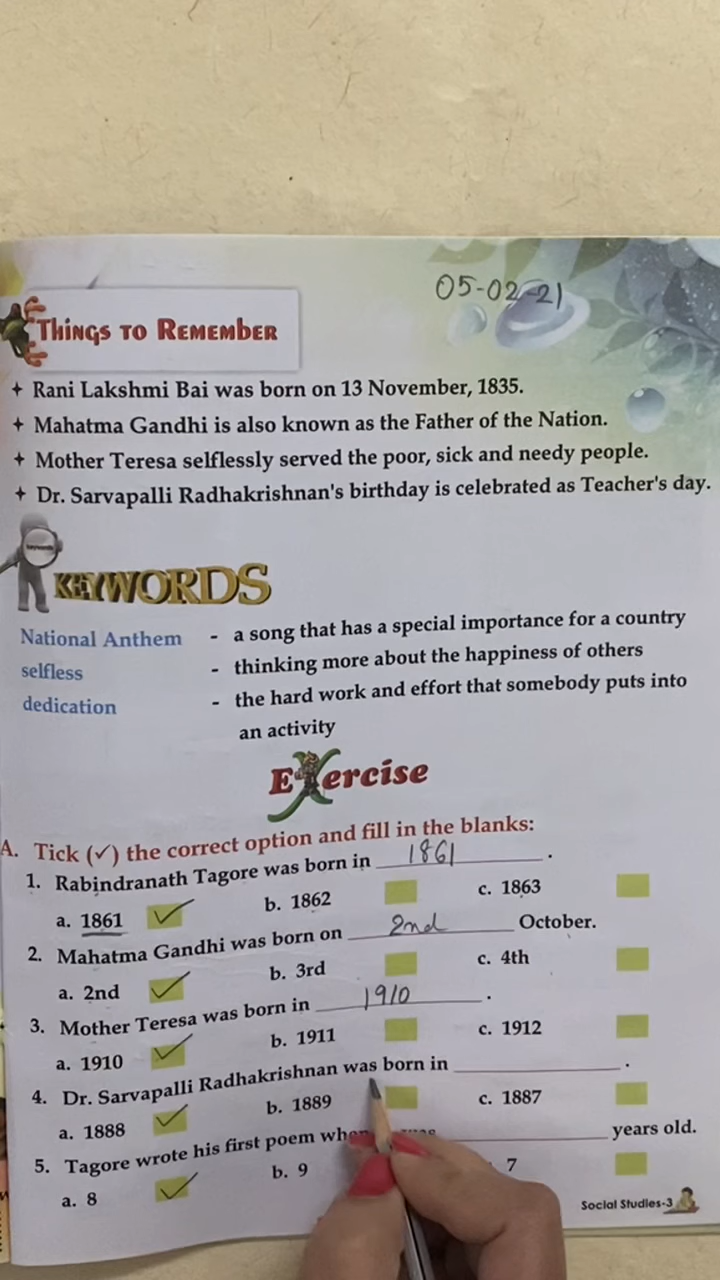 05-02-21
THINGS TO REMEMBER
+ Rani Lakshmi Bai was born on 13 November, 1835.
+ Mahatma Gandhi is also known as the Father of the Nation.
+ Mother Teresa selflessly served the poor, sick and needy people.
+ Dr. Sarvapalli Radhakrishnan's birthday is celebrated as Teacher's day.
KEYWORDS
National Anthem - a song that has a special importance for a country
selfless - thinking more about the happiness of others
dedication - the hard work and effort that somebody puts into
an activity
Exercise
A. Tick (✓) the correct option and fill in the blanks:
1. Rabindranath Tagore was born in 1861.
a. 1861 ✓ b. 1862 c. 1863
2. Mahatma Gandhi was born on 2nd October.
a. 2nd ✓ b. 3rd c. 4th
3. Mother Teresa was born in 1910.
a. 1910 ✓ b. 1911 c. 1912
4. Dr. Sarvapalli Radhakrishnan was born in ____________.
a. 1888 ✓ b. 1889 c. 1887
5. Tagore wrote his first poem ____________ years old.
a. 8 ✓ b. 9 7
Social Studies-3